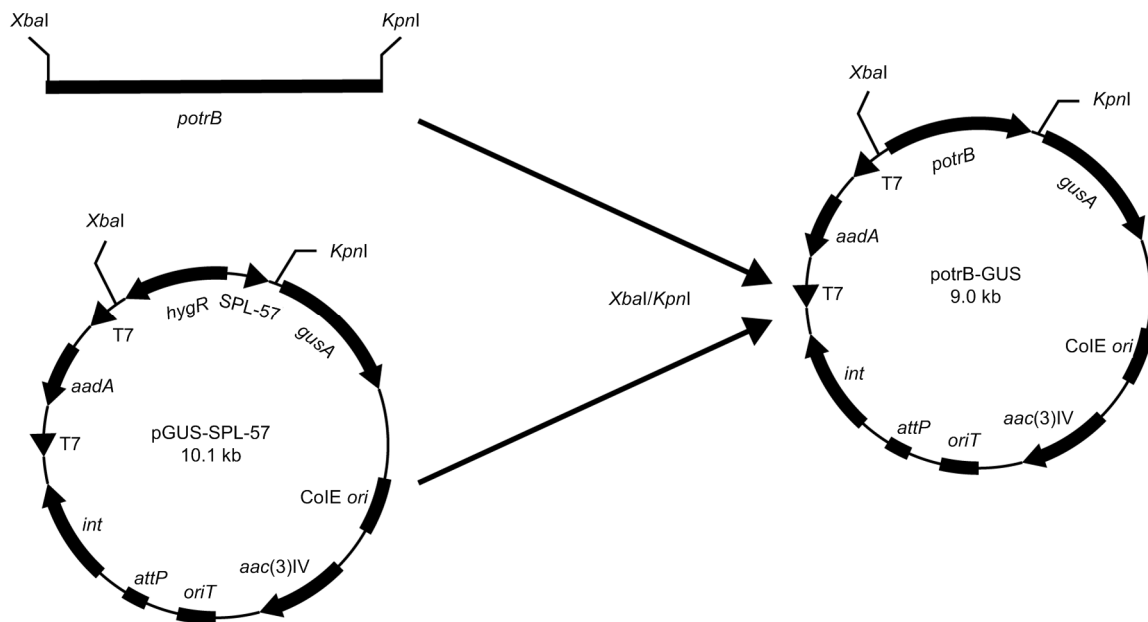 XbaI
KpnI
potrB
XbaI
KpnI
hygR
SPL-57
gusA
T7
aadA
T7
pGUS-SPL-57
10.1 kb
ColE ori
int
attP
oriT
aac(3)IV
XbaI/KpnI
XbaI
KpnI
potrB
T7
gusA
aadA
T7
potrB-GUS
9.0 kb
ColE ori
int
aac(3)IV
attP
oriT